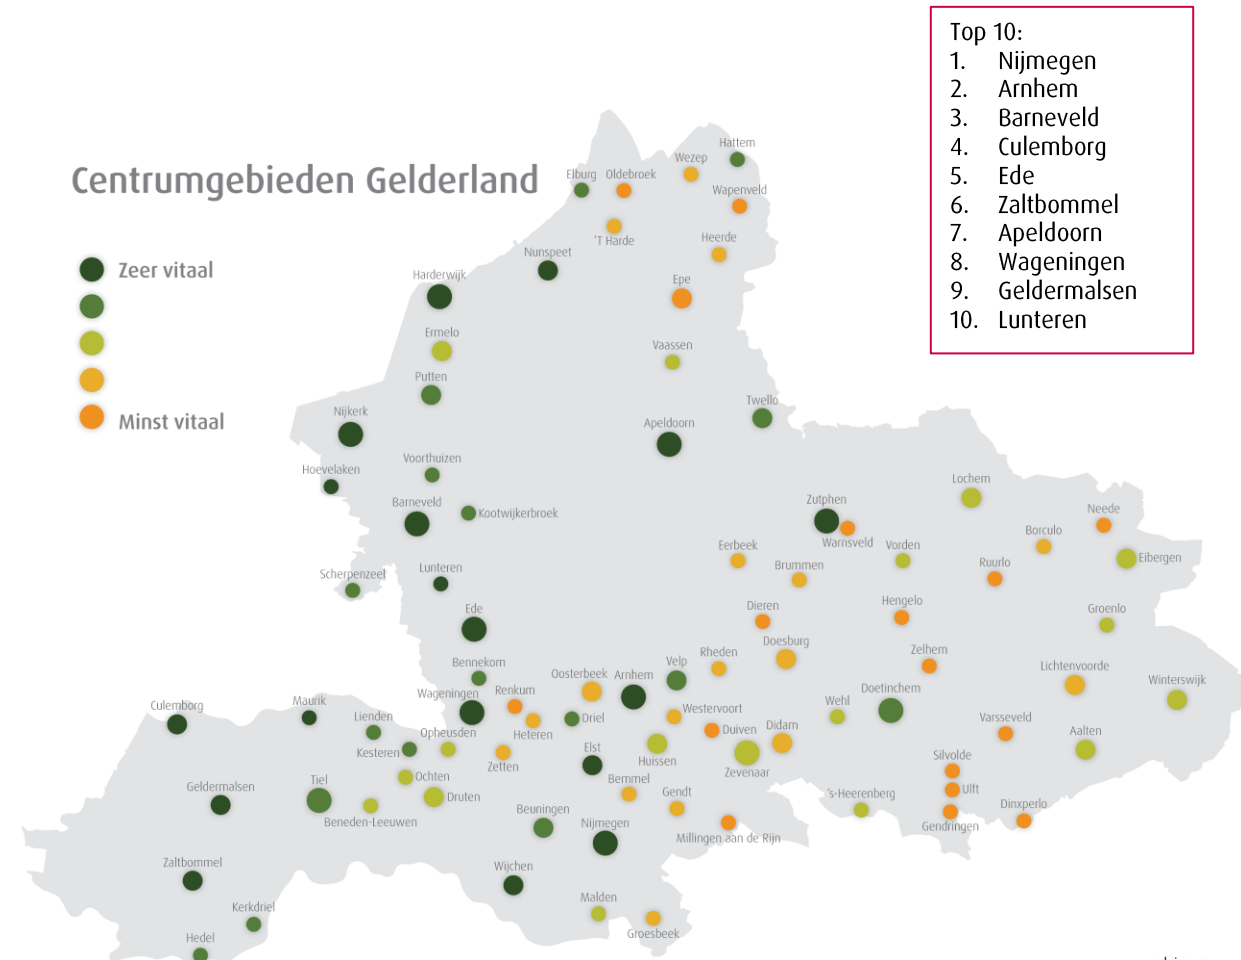 Top 10:
1. Nijmegen
2. Arnhem
3. Barneveld
4. Culemborg
5. Ede
6. Zaltbommel
7. Apeldoorn
8. Wageningen
9. Geldermalsen
10. Lunteren
Centrumgebieden Gelderland
Zeer vitaal
Minst vitaal
Hattem
Wezep
Elburg
Oldebroek
Wapenveld
'T Harde
Heerde
Nunspeet
Harderwijk
Epe
Ermelo
Vaassen
Putten
Twello
Nijkerk
Apeldoorn
Voorthuizen
Hoevelaken
Barneveld
Kootwijkerbroek
Lochem
Zutphen
Neede
Warnsveld
Borculo
Eerbeek
Vorden
Eibergen
Brummen
Ruurlo
Scherpenzeel
Lunteren
Ede
Dieren
Hengelo
Groenlo
Doesburg
Zelhem
Rheden
Bennekom
Velp
Oosterbeek
Arnhem
Lichtenvoorde
Winterswijk
Wageningen
Renkum
Doetinchem
Culemborg
Maurik
Wehl
Westervoort
Lienden
Driel
Varsseveld
Opheusden
Heteren
Duiven
Didam
Aalten
Kesteren
Elst
Huissen
Zetten
Zevenaar
Silvolde
Ochten
Bemmel
Ulft
Geldermalsen
Tiel
Druten
Gendt
's-Heerenberg
Dinxperlo
Beneden-Leeuwen
Beuningen
Nijmegen
Gendringen
Millingen aan de Rijn
Zaltbommel
Wijchen
Malden
Kerkdriel
Groesbeek
Hedel